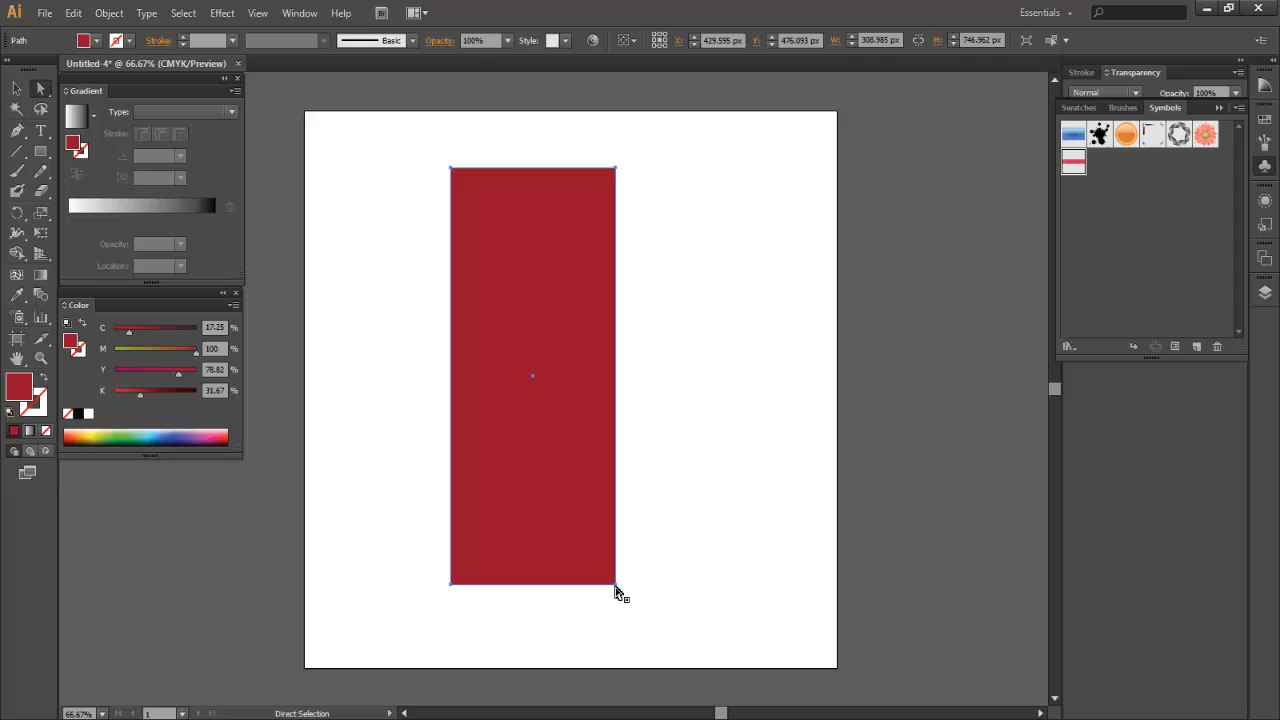 Ai File Edit Object Type Select Effect View Window Help Br Essentials
Path Stroke: Basic Opacity: 100% Style: X: 429.595 px Y: 476.093 px W: 308.985 px H: 746.962 px
Untitled-4* @ 66.67% (CMYK/Preview)
Stroke Transparency
Gradient
Normal Opacity: 100%
Type:
Swatches Brushes Symbols
Stroke:
Opacity:
Location:
Color
C 17.25 %
M 100 %
Y 78.82 %
K 31.67 %
66.67% 1 Direct Selection